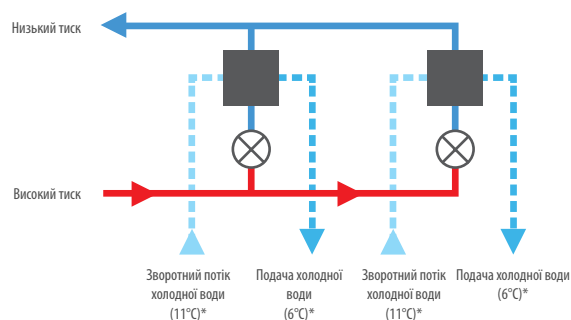 Низький тиск
Високий тиск
Зворотний потік
холодної води
(11°C)*
Подача холодної
води
(6°C)*
Зворотний потік
холодної води
(11°C)*
Подача холодної води
(6°C)*